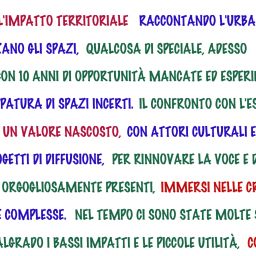 L'IMPATTO TERRITORIALE RACCONTANDO L'URBA
ANO GLI SPAZI, QUALCOSA DI SPECIALE, ADESSO
CON 10 ANNI DI OPPORTUNITÀ MANCATE ED ESPERI
PATURA DI SPAZI INCERTI. IL CONFRONTO CON L'ES
UN VALORE NASCOSTO, CON ATTORI CULTURALI E
GETTI DI DIFFUSIONE, PER RINNOVARE LA VOCE E D
ORGOGLIOSAMENTE PRESENTI, IMMERSI NELLE CR
E COMPLESSE. NEL TEMPO CI SONO STATE MOLTE S
ALGRADO I BASSI IMPATTI E LE PICCOLE UTILITÀ, CO